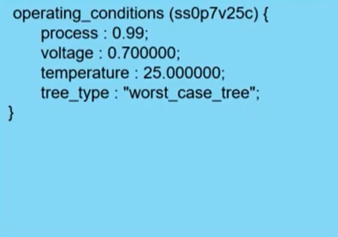 operating_conditions (ss0p7v25c) {
process : 0.99;
voltage : 0.700000;
temperature : 25.000000;
tree_type : "worst_case_tree";
}